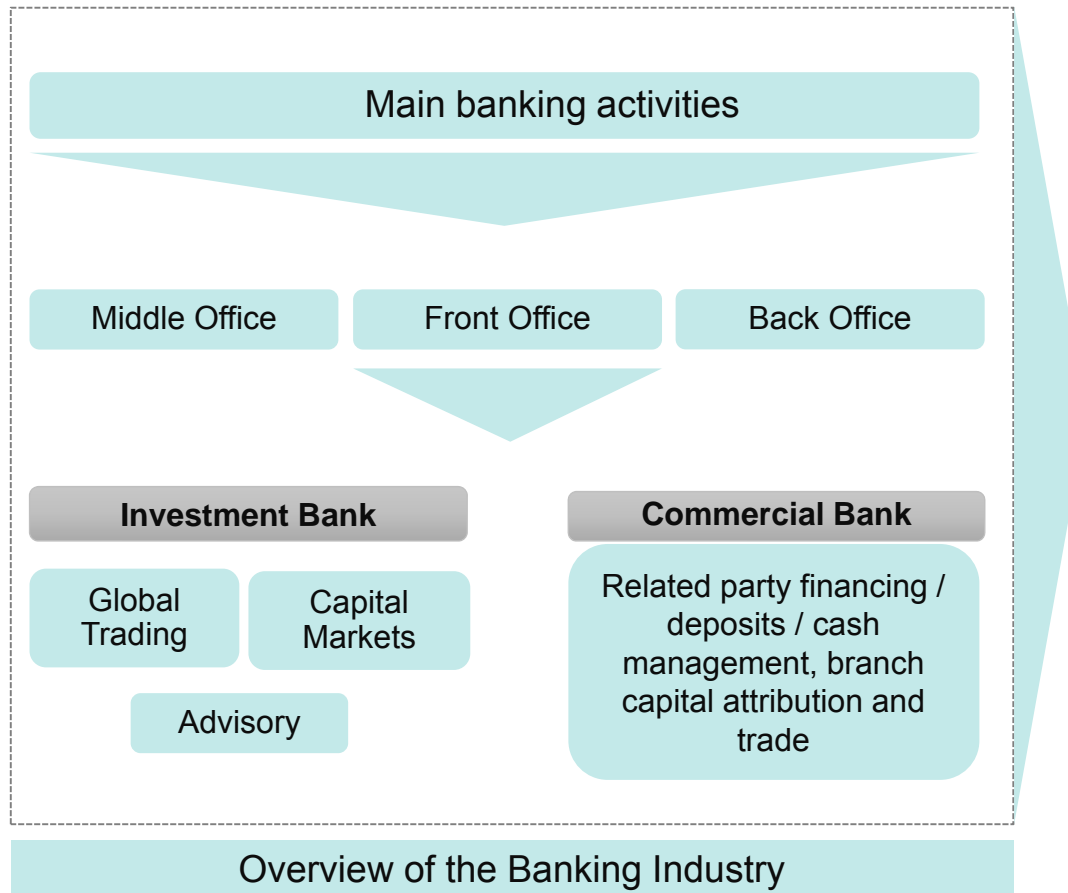 Main banking activities
Middle Office
Front Office
Back Office
Investment Bank
Commercial Bank
Global
Trading
Capital
Markets
Advisory
Related party financing /
deposits / cash
management, branch
capital attribution and
trade
Overview of the Banking Industry